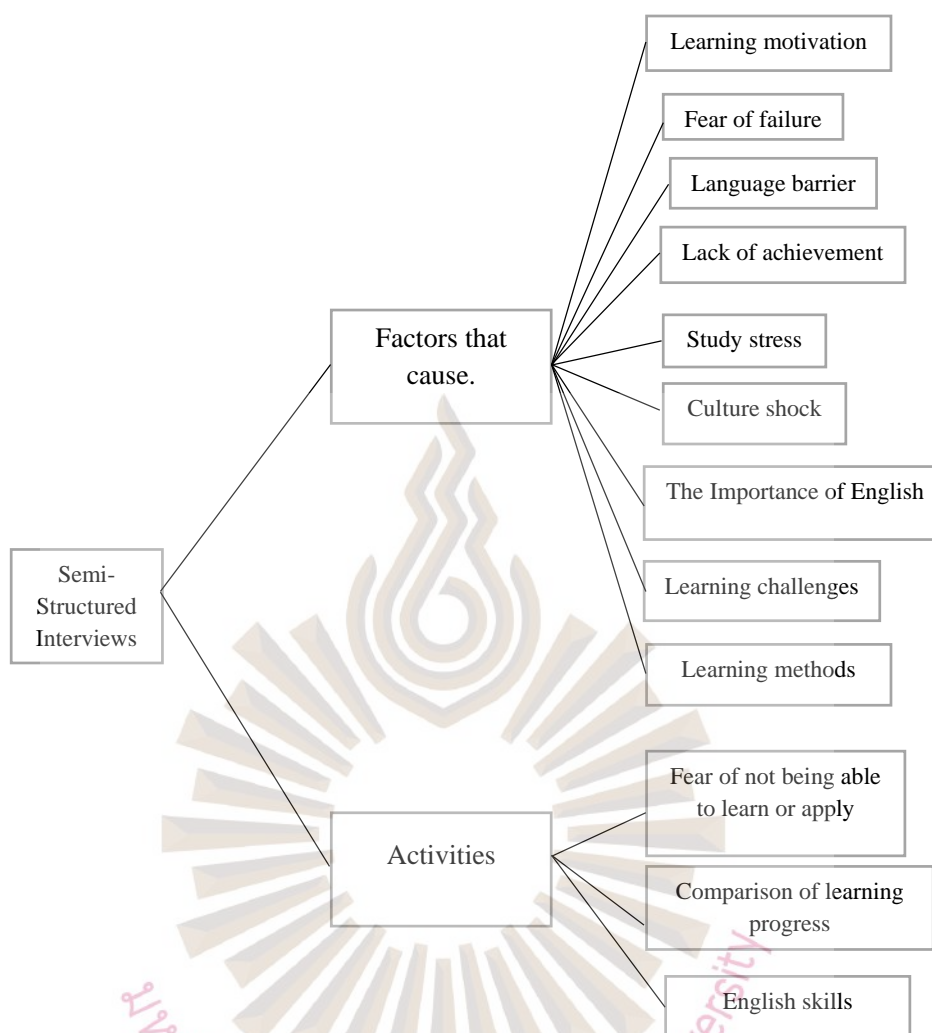 Learning motivation
Fear of failure
Language barrier
Lack of achievement
Factors that
cause.
Study stress
Culture shock
The Importance of English
Semi-
Structured
Interviews
Learning challenges
Learning methods
Fear of not being able
to learn or apply
Activities
Comparison of learning
progress
English skills